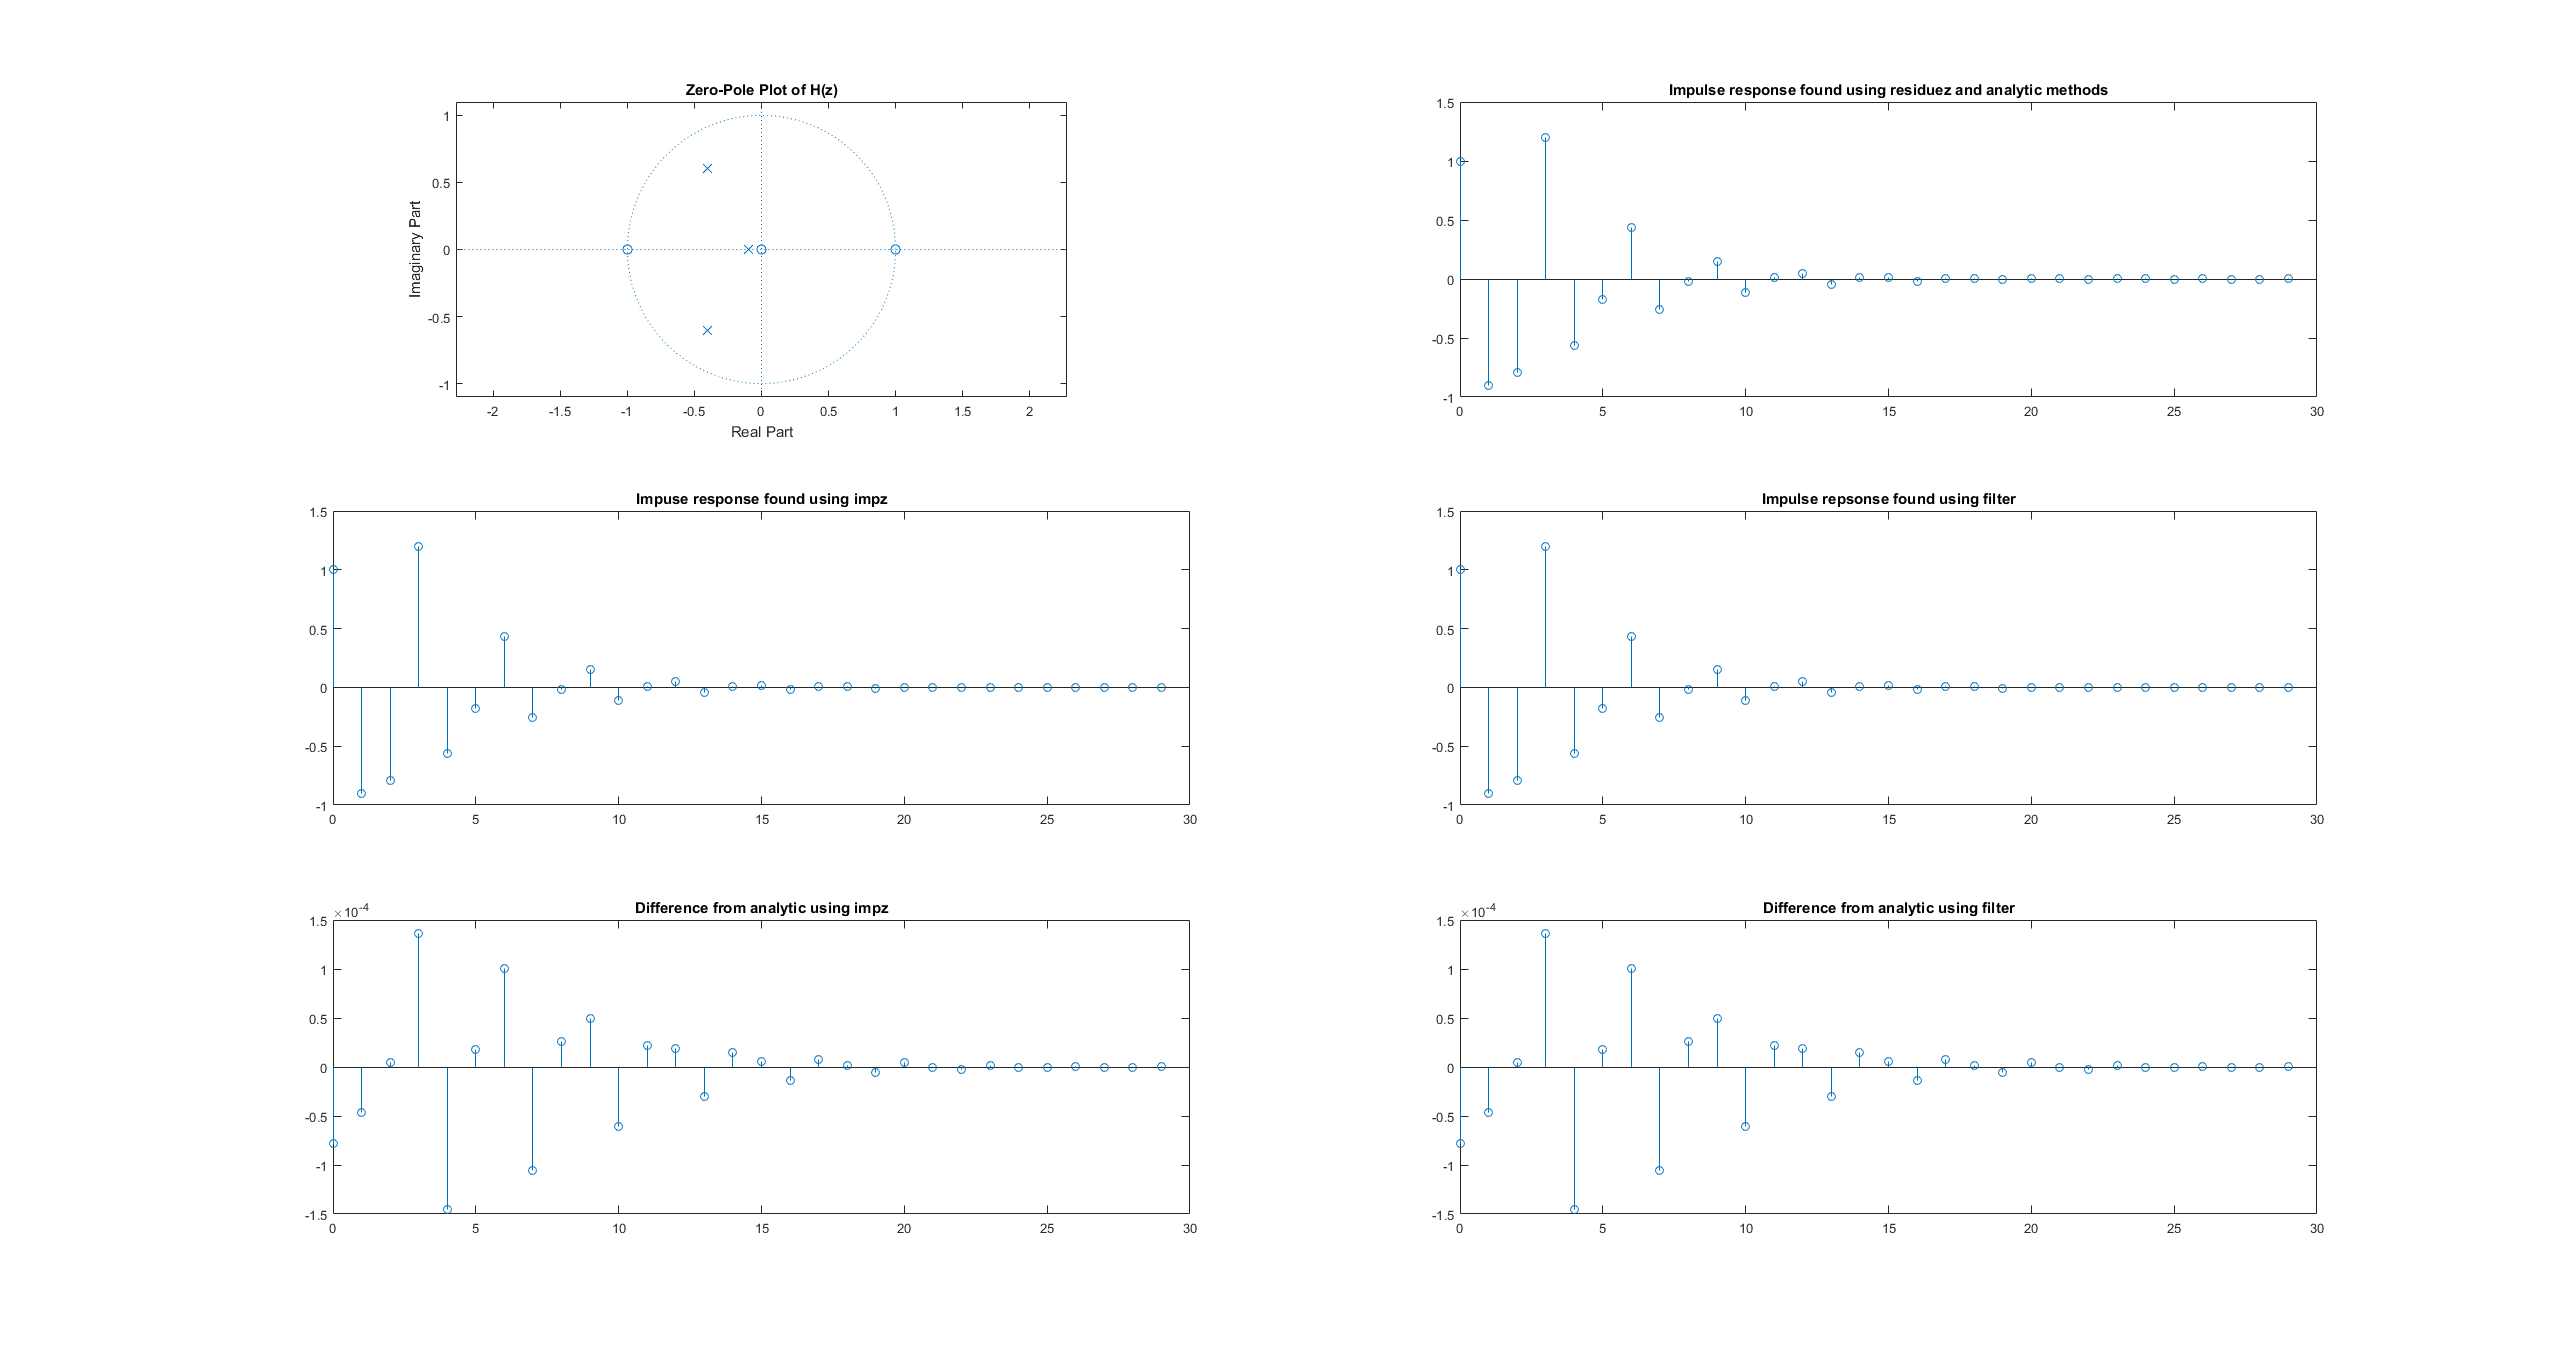 Zero-Pole Plot of H(z)
1
0.5
0
-0.5
-1
Imaginary Part
-2 -1.5 -1 -0.5 0 0.5 1 1.5 2
Real Part
Impulse response found using residuez and analytic methods
1.5
1
0.5
0
-0.5
-1
0 5 10 15 20 25 30
Impuse response found using impz
1.5
1
0.5
0
-0.5
-1
0 5 10 15 20 25 30
Impulse repsonse found using filter
1.5
1
0.5
0
-0.5
-1
0 5 10 15 20 25 30
Difference from analytic using impz
×10-4
1.5
1
0.5
0
-0.5
-1
-1.5
0 5 10 15 20 25 30
Difference from analytic using filter
×10-4
1.5
1
0.5
0
-0.5
-1
-1.5
0 5 10 15 20 25 30